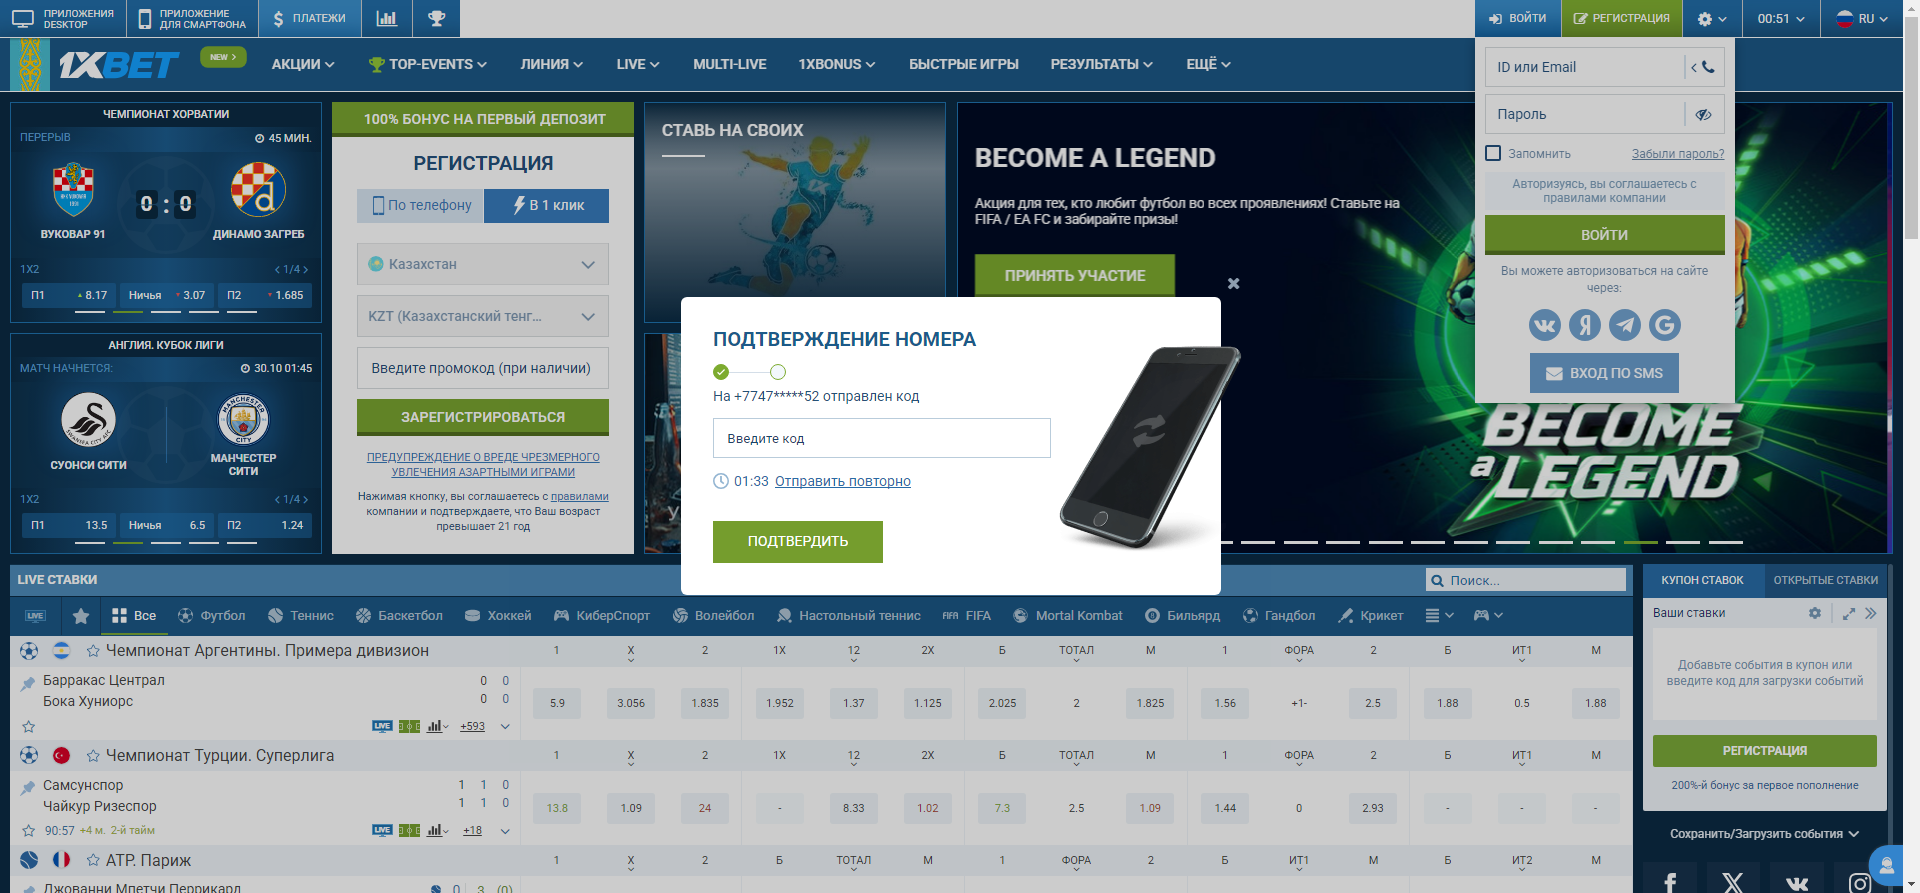 ПРИЛОЖЕНИЯ DESKTOP
ПРИЛОЖЕНИЕ ДЛЯ СМАРТФОНА
ПЛАТЕЖИ
ВОЙТИ
РЕГИСТРАЦИЯ
00:51
RU
1XBET
NEW
АКЦИИ
TOP-EVENTS
ЛИНИЯ
LIVE
MULTI-LIVE
1XBONUS
БЫСТРЫЕ ИГРЫ
РЕЗУЛЬТАТЫ
ЕЩЁ
ID или Email
Пароль
Запомнить
Забыли пароль?
Авторизуясь, вы соглашаетесь с
правилами компании
ВОЙТИ
Вы можете авторизоваться на сайте
через:
ВХОД ПО SMS
ЧЕМПИОНАТ ХОРВАТИИ
ПЕРЕРЫВ
45 МИН.
0 : 0
ВУКОВАР 91
ДИНАМО ЗАГРЕБ
1X2
1/4
П1 8.17
Ничья 3.07
П2 1.685
АНГЛИЯ. КУБОК ЛИГИ
МАТЧ НАЧНЕТСЯ:
30.10 01:45
СУОНСИ СИТИ
МАНЧЕСТЕР
СИТИ
1X2
1/4
П1 13.5
Ничья 6.5
П2 1.24
100% БОНУС НА ПЕРВЫЙ ДЕПОЗИТ
РЕГИСТРАЦИЯ
По телефону
В 1 клик
Казахстан
KZT (Казахстанский тенг...
Введите промокод (при наличии)
ЗАРЕГИСТРИРОВАТЬСЯ
ПРЕДУПРЕЖДЕНИЕ О ВРЕДЕ ЧРЕЗМЕРНОГО
УВЛЕЧЕНИЯ АЗАРТНЫМИ ИГРАМИ
Нажимая кнопку, вы соглашаетесь с правилами
компании и подтверждаете, что Ваш возраст
превышает 21 год
СТАВЬ НА СВОИХ
BECOME A LEGEND
Акция для тех, кто любит футбол во всех проявлениях! Ставьте на
FIFA / EA FC и забирайте призы!
ПРИНЯТЬ УЧАСТИЕ
BECOME
a LEGEND
ПОДТВЕРЖДЕНИЕ НОМЕРА
На +7747*****52 отправлен код
Введите код
01:33 Отправить повторно
ПОДТВЕРДИТЬ
LIVE СТАВКИ
Поиск...
LIVE
Все
Футбол
Теннис
Баскетбол
Хоккей
КиберСпорт
Волейбол
Настольный теннис
FIFA
FIFA
Mortal Kombat
Бильярд
Гандбол
Крикет
Чемпионат Аргентины. Примера дивизион
1 X 2 1X 12 2X Б ТОТАЛ М 1 ФОРА 2 Б ИТ1 М
Барракас Централ 0 0
Бока Хуниорс 0 0
5.9 3.056 1.835 1.952 1.37 1.125 2.025 2 1.825 1.56 +1- 2.5 1.88 0.5 1.88
LIVE +593
Чемпионат Турции. Суперлига
1 X 2 1X 12 2X Б ТОТАЛ М 1 ФОРА 2 Б ИТ1 М
Самсунспор 1 1 0
Чайкур Ризеспор 1 1 0
13.8 1.09 24 - 8.33 1.02 7.3 2.5 1.09 1.44 0 2.93 - - -
90:57 +4 м. 2-й тайм
LIVE +18
ATP. Париж
1 X 2 Б ТОТАЛ М 1 ФОРА 2 Б ИТ1 М Б ИТ2 М
Джованни Мпетчи Перрикард 0 3 (0)
КУПОН СТАВОК
ОТКРЫТЫЕ СТАВКИ
Ваши ставки
Добавьте события в купон или
введите код для загрузки событий
РЕГИСТРАЦИЯ
200%-й бонус за первое пополнение
Сохранить/Загрузить события